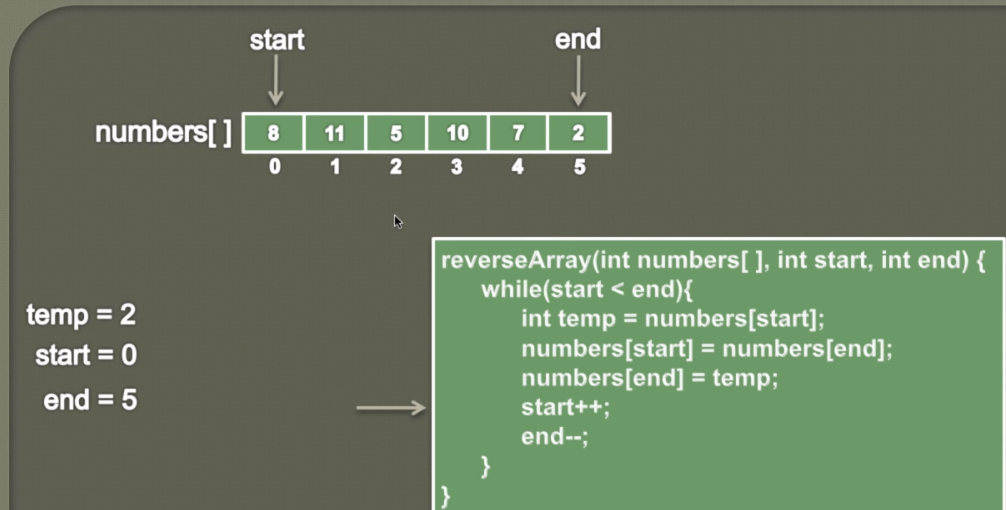 start end
numbers[ ] 8 11 5 10 7 2
0 1 2 3 4 5
reverseArray(int numbers[ ], int start, int end) {
while(start < end){
int temp = numbers[start];
numbers[start] = numbers[end];
numbers[end] = temp;
start++;
end--;
}
}
temp = 2
start = 0
end = 5